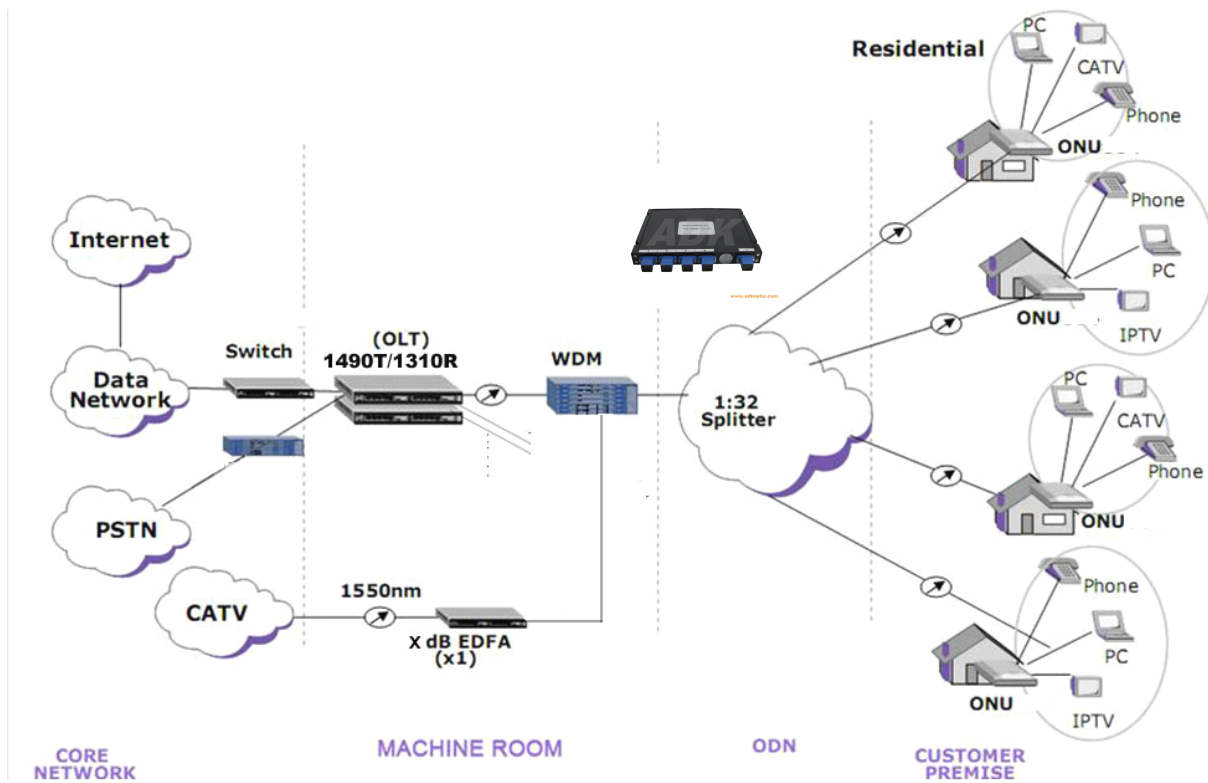 Residential
PC
CATV
Phone
ONU
Phone
PC
IPTV
ONU
Internet
ADK
www.adkoptic.com
Switch
(OLT)
1490T/1310R
WDM
Data
Network
1:32
Splitter
PC
CATV
Phone
ONU
PSTN
CATV
1550nm
X dB EDFA
(x1)
Phone
PC
IPTV
ONU
CORE
NETWORK
MACHINE ROOM
ODN
CUSTOMER
PREMISE